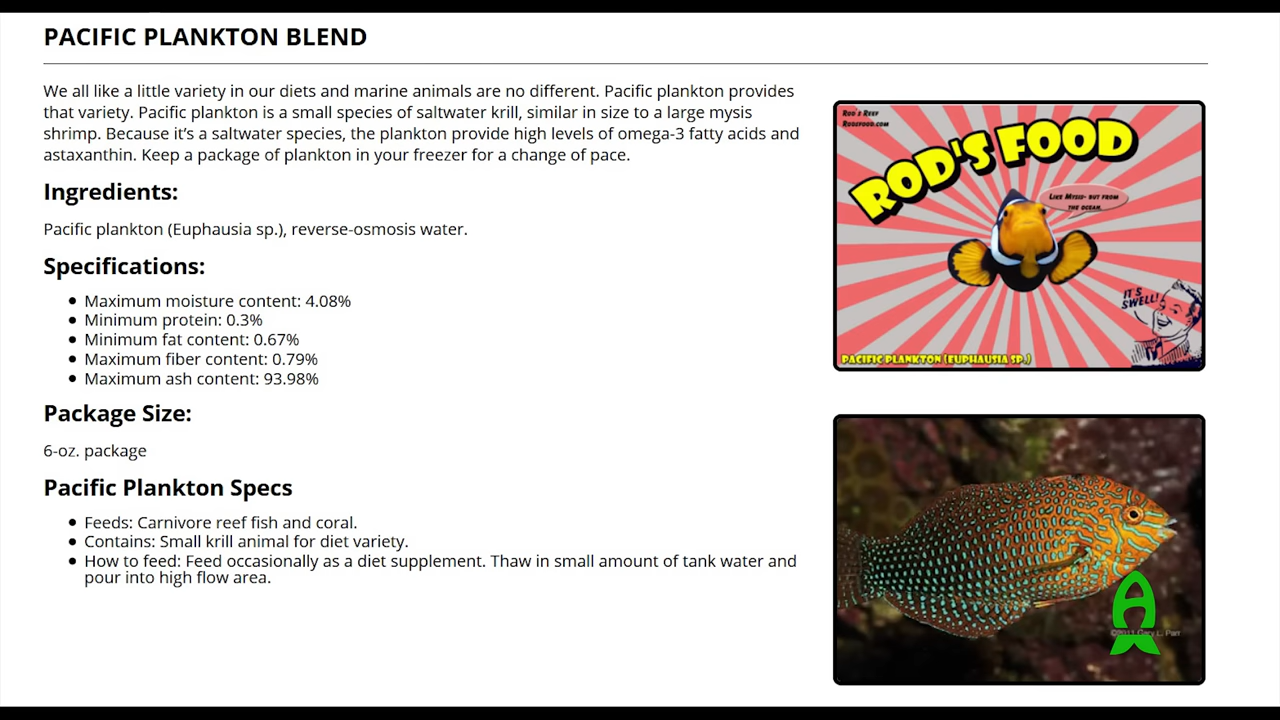 PACIFIC PLANKTON BLEND
We all like a little variety in our diets and marine animals are no different. Pacific plankton provides
that variety. Pacific plankton is a small species of saltwater krill, similar in size to a large mysis
shrimp. Because it's a saltwater species, the plankton provide high levels of omega-3 fatty acids and
astaxanthin. Keep a package of plankton in your freezer for a change of pace.
Ingredients:
Pacific plankton (Euphausia sp.), reverse-osmosis water.
Specifications:
● Maximum moisture content: 4.08%
● Minimum protein: 0.3%
● Minimum fat content: 0.67%
● Maximum fiber content: 0.79%
● Maximum ash content: 93.98%
Package Size:
6-oz. package
Pacific Plankton Specs
● Feeds: Carnivore reef fish and coral.
● Contains: Small krill animal for diet variety.
● How to feed: Feed occasionally as a diet supplement. Thaw in small amount of tank water and
pour into high flow area.
ROD'S REEF
RODSFOOD.COM
ROD'S FOOD
LIKE MYSIS- BUT FROM
THE OCEAN.
IT'S
SWELL!
PACIFIC PLANKTON (EUPHAUSIA SP.)
©2011 Gary L. Parr